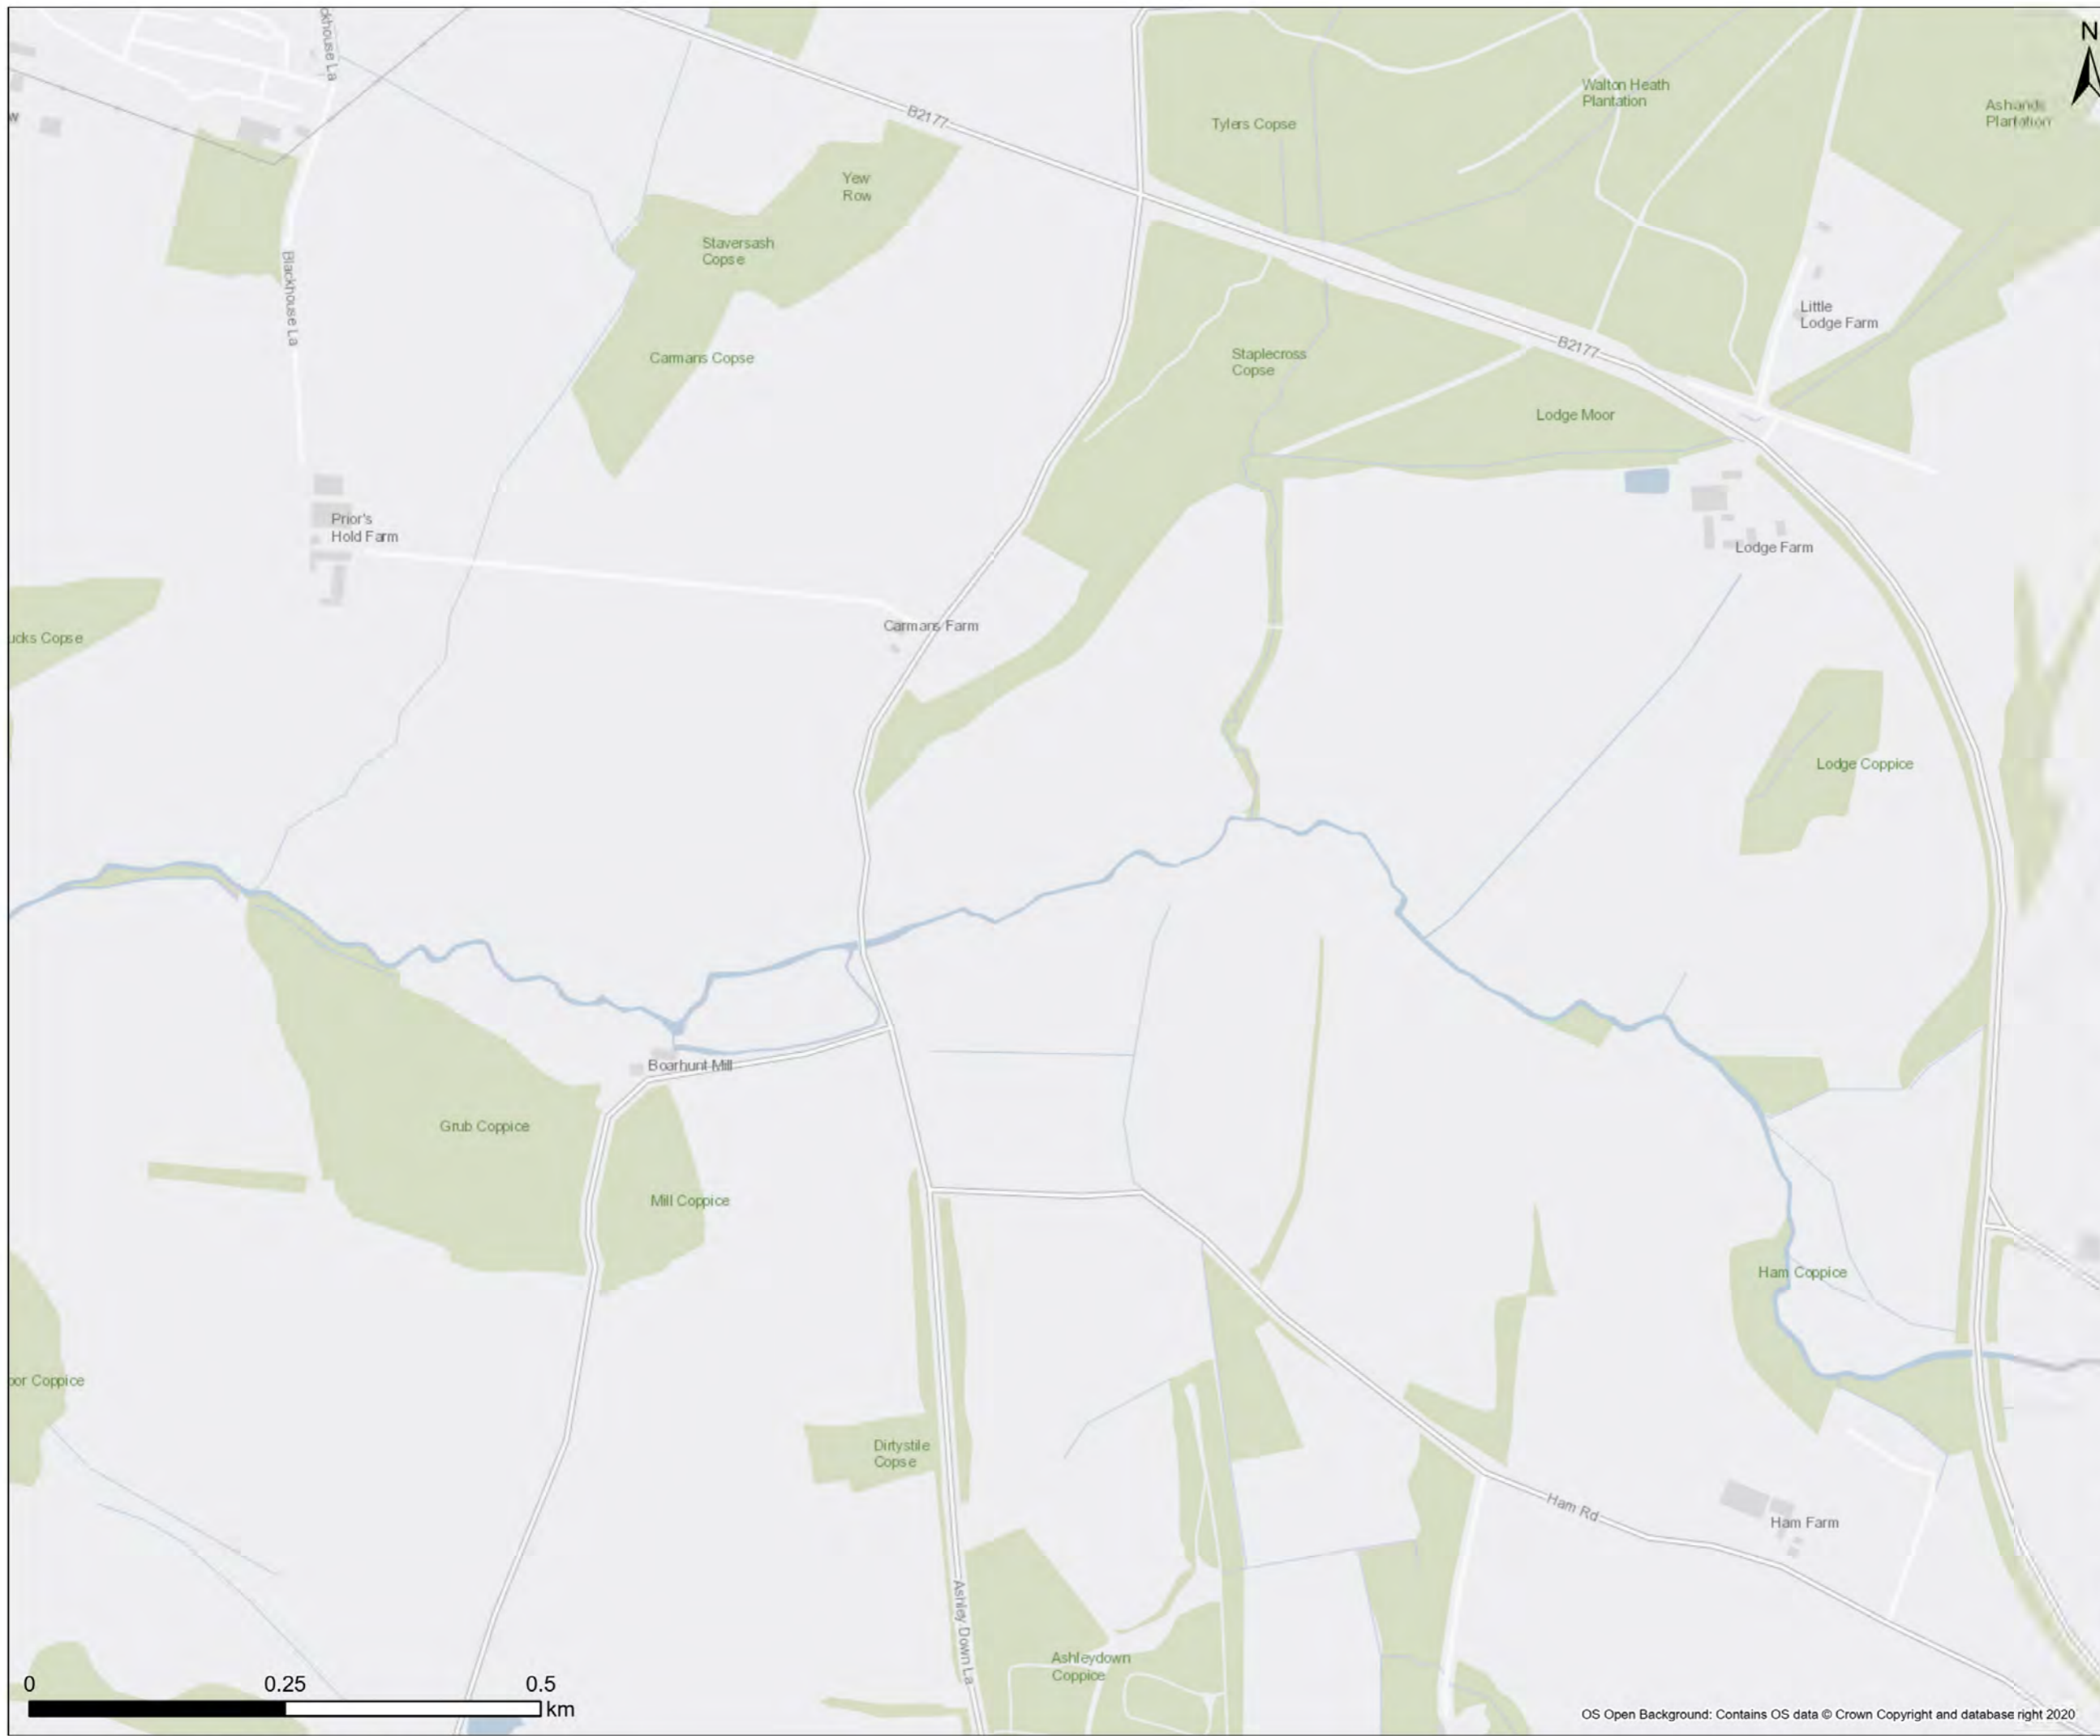 ckhouse La
N
Walton Heath
Plantation
Ashlands
Plantation
B2177
w
Tylers Copse
Yew
Row
Staversash
Copse
Blackhouse La
Little
Lodge Farm
B2177
Carmans Copse
Staplecross
Copse
Lodge Moor
Prior's
Hold Farm
Lodge Farm
Carmans Farm
ucks Copse
Lodge Coppice
Boarhunt Mill
Grub Coppice
Mill Coppice
Ham Coppice
oor Coppice
Dirtystile
Copse
Ham Rd
Ham Farm
Ashley Down La
Ashleydown
Coppice
0 0.25 0.5
km
OS Open Background: Contains OS data © Crown Copyright and database right 2020